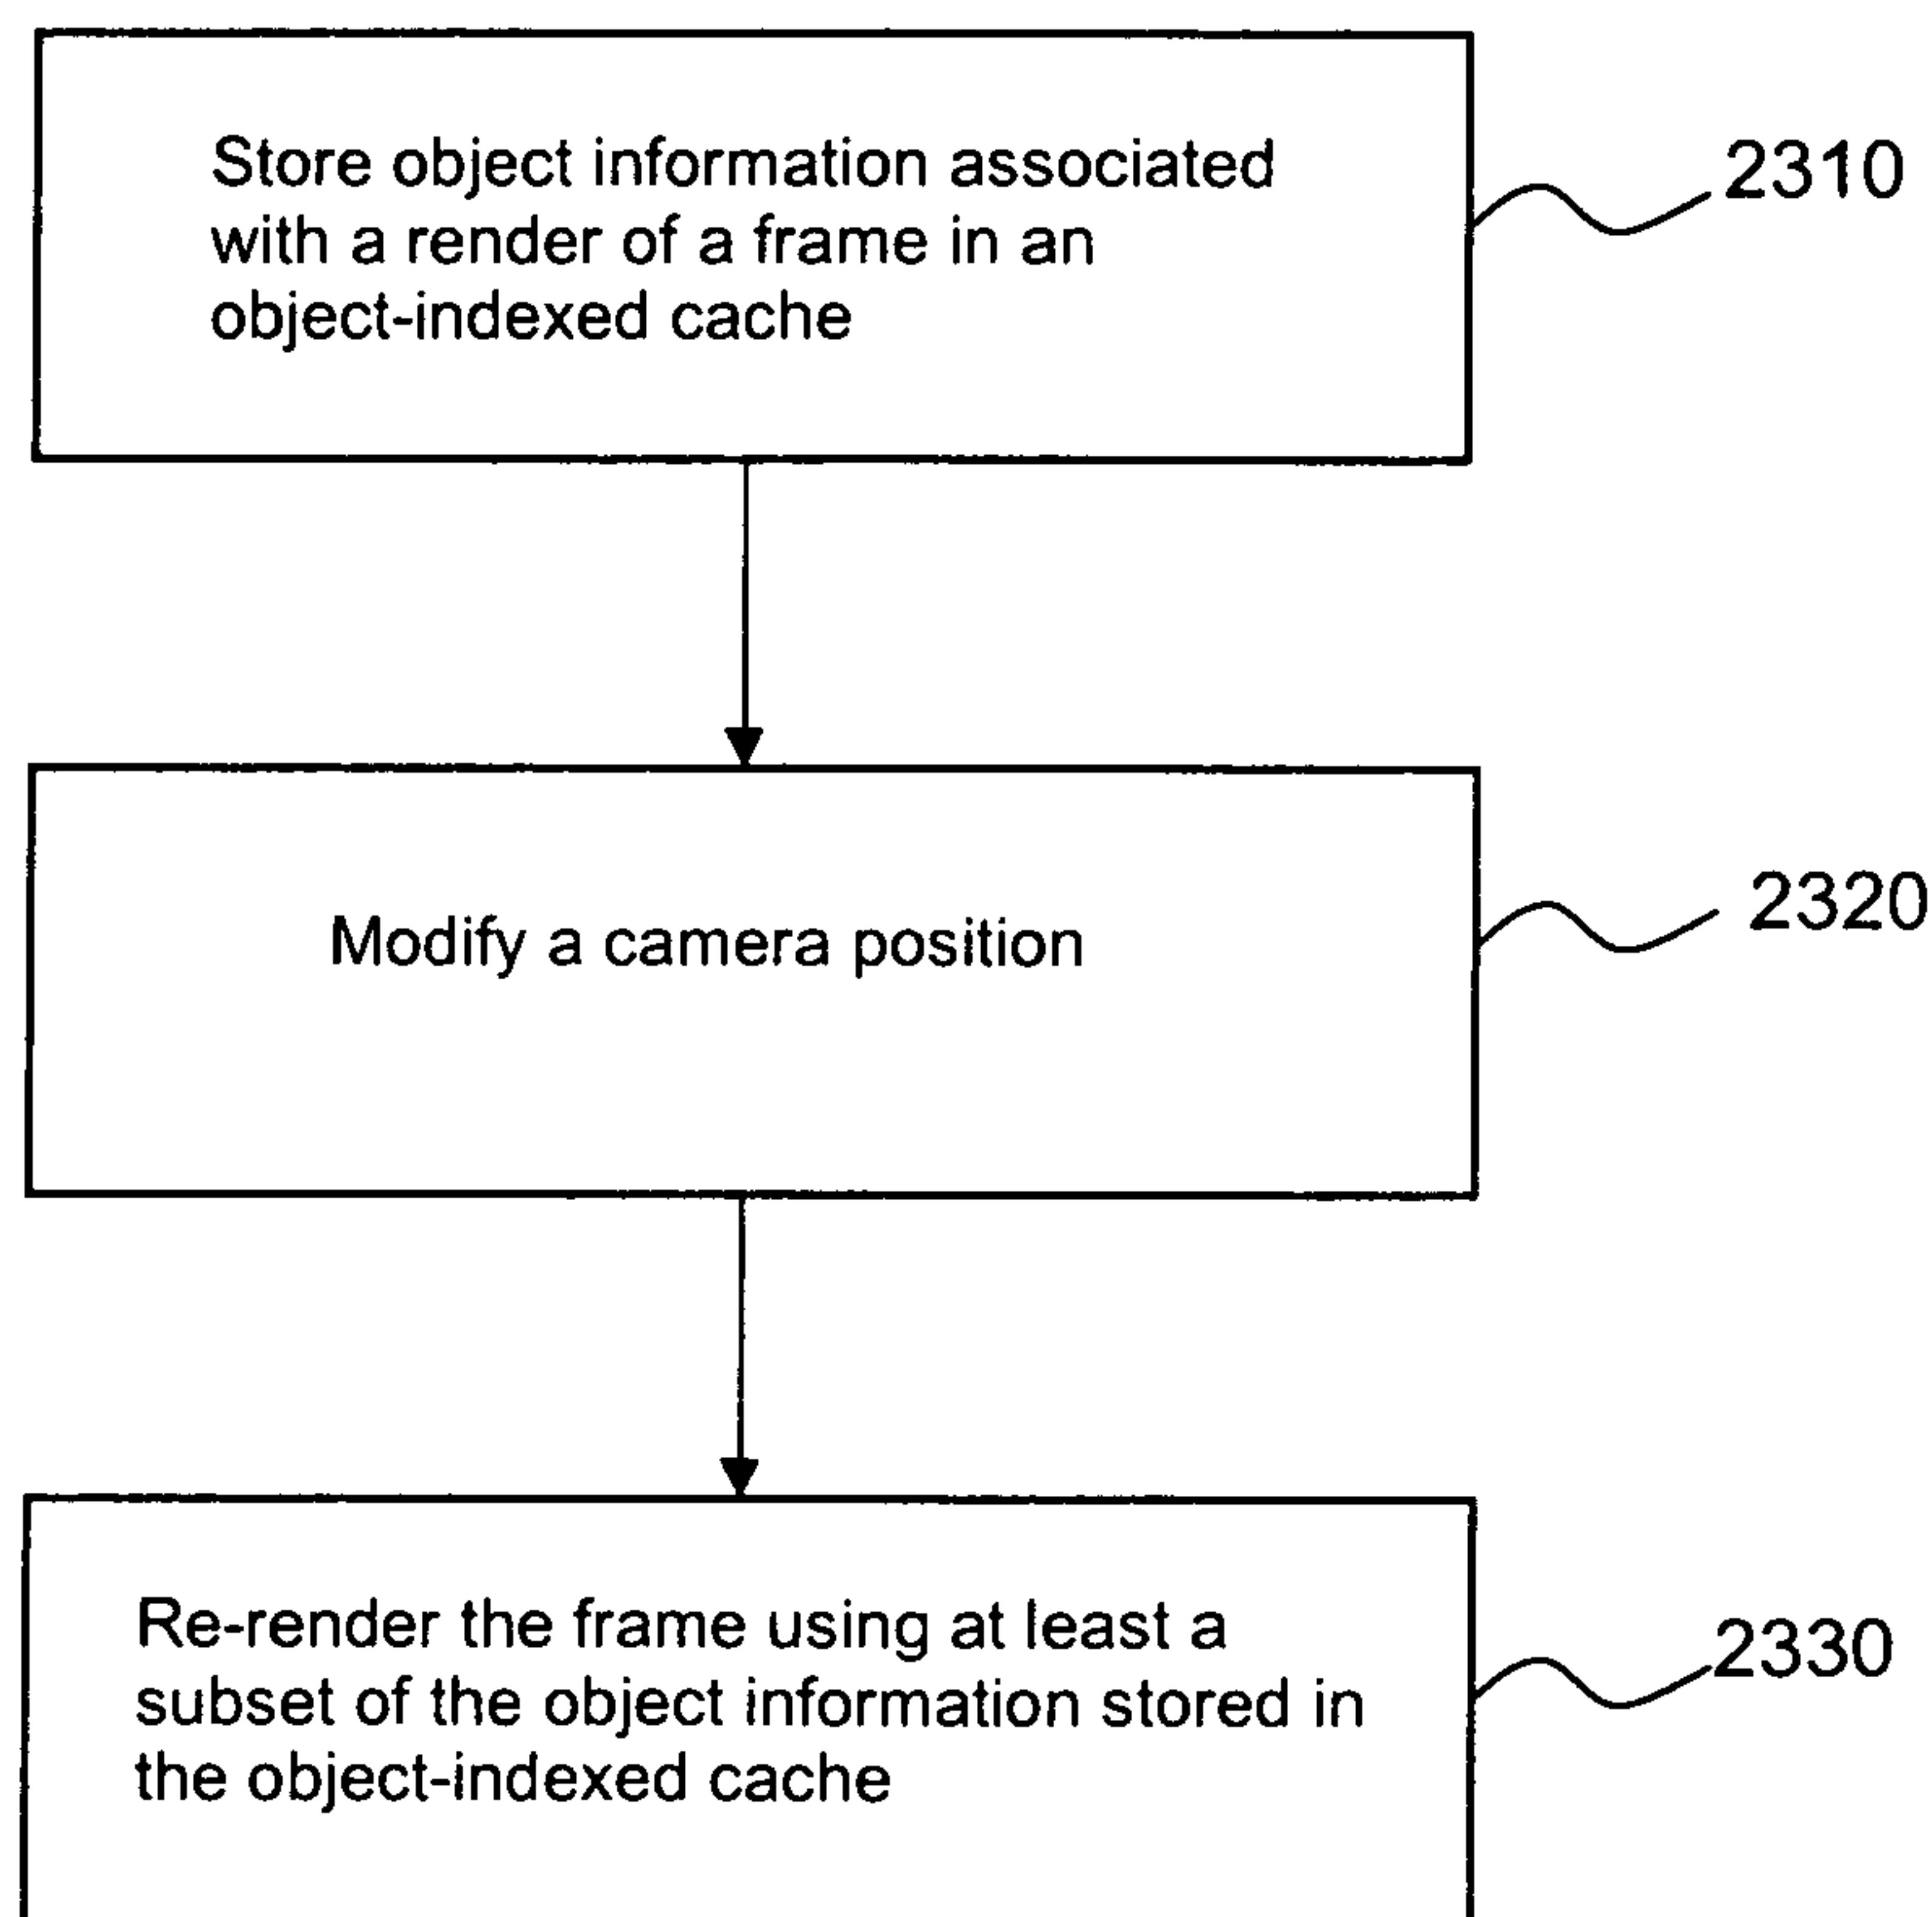 Store object information associated
with a render of a frame in an
object-indexed cache
2310
Modify a camera position
2320
Re-render the frame using at least a
subset of the object information stored in
the object-indexed cache
2330